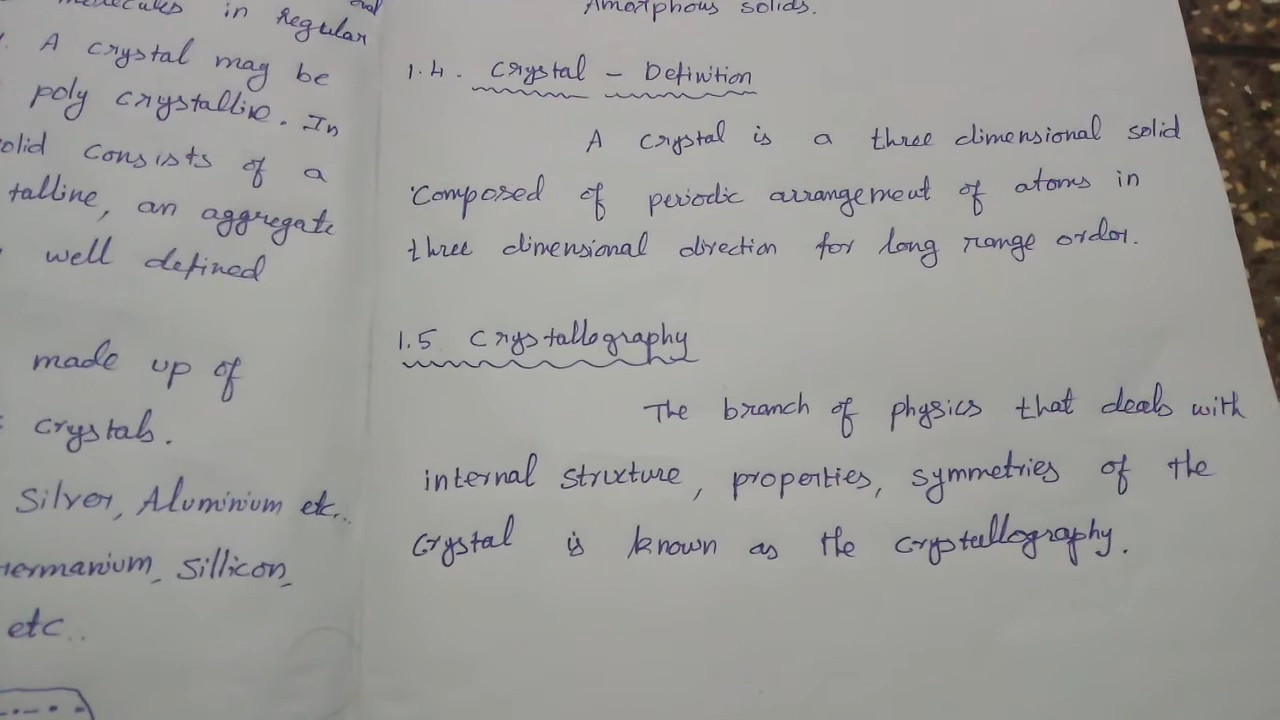 molecules in Regular
. A crystal may be
poly crystalline. In
olid consists of a
talline, an aggregate
well defined
made up of
crystals.
Silver, Aluminium etc..
ermanium, Sillicon,
etc..
Amorphous solids.
1.4. Crystal - Definition
A crystal is a three dimensional solid
Composed of periodic arrangement of atoms in
three dimensional direction for long range order.
1.5 Crystallography
The branch of physics that deals with
internal structure, properties, symmetries of the
Crystal is known as the crystallography.